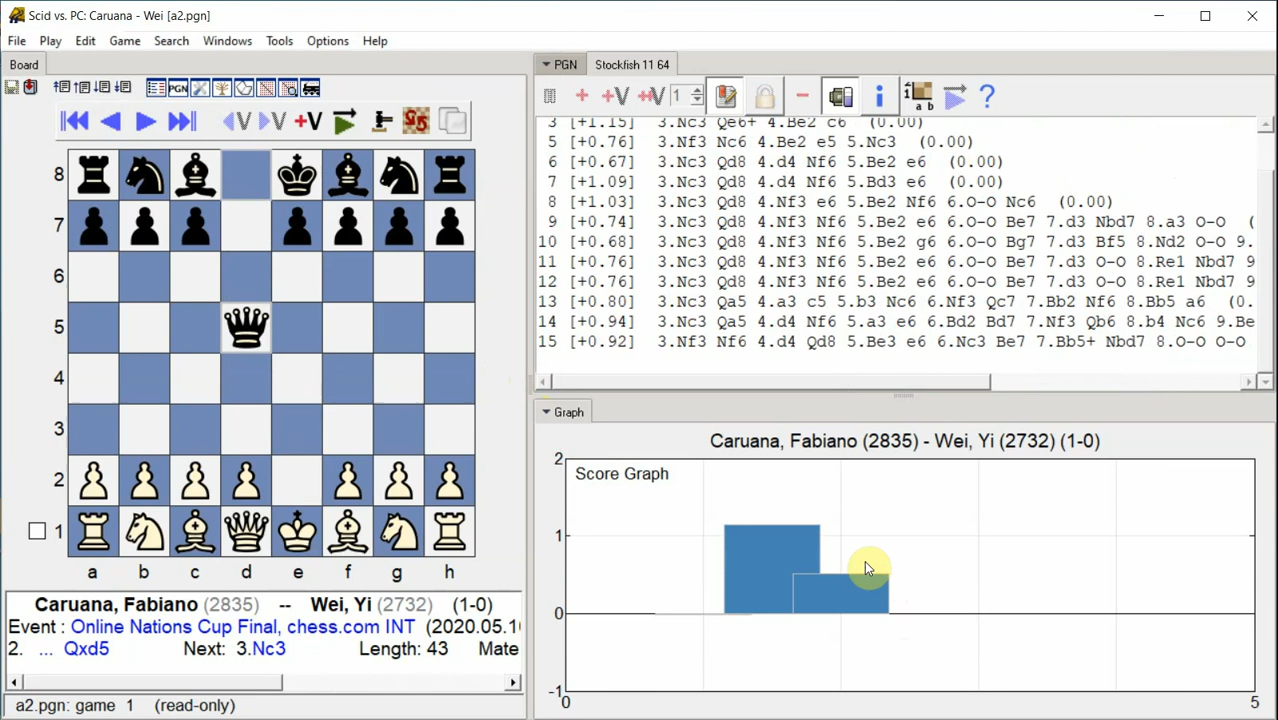 Scid vs. PC: Caruana - Wei [a2.pgn]
File Play Edit Game Search Windows Tools Options Help
Board
PGN
+V
8
7
6
5
4
3
2
1
a b c d e f g h
Caruana, Fabiano (2835) -- Wei, Yi (2732) (1-0)
Event : Online Nations Cup Final, chess.com INT (2020.05.1
2. ... Qxd5 Next: 3.Nc3 Length: 43 Mate
a2.pgn: game 1 (read-only)
PGN Stockfish 11 64
+ +V 1 − i a b ?
3 [+1.15] 3.Nc3 Qe6+ 4.Be2 c6 (0.00)
5 [+0.76] 3.Nf3 Nc6 4.Be2 e5 5.Nc3 (0.00)
6 [+0.67] 3.Nc3 Qd8 4.d4 Nf6 5.Be2 e6 (0.00)
7 [+1.09] 3.Nc3 Qd8 4.d4 Nf6 5.Bd3 e6 (0.00)
8 [+1.03] 3.Nc3 Qd8 4.Nf3 e6 5.Be2 Nf6 6.O-O Nc6 (0.00)
9 [+0.74] 3.Nc3 Qd8 4.Nf3 Nf6 5.Be2 e6 6.O-O Be7 7.d3 Nbd7 8.a3 O-O (
10 [+0.68] 3.Nc3 Qd8 4.Nf3 Nf6 5.Be2 g6 6.O-O Bg7 7.d3 Bf5 8.Nd2 O-O 9.
11 [+0.76] 3.Nc3 Qd8 4.Nf3 Nf6 5.Be2 e6 6.O-O Be7 7.d3 O-O 8.Re1 Nbd7 9
12 [+0.76] 3.Nc3 Qd8 4.Nf3 Nf6 5.Be2 e6 6.O-O Be7 7.d3 O-O 8.Re1 Nbd7 9
13 [+0.80] 3.Nc3 Qa5 4.a3 c5 5.b3 Nc6 6.Nf3 Qc7 7.Bb2 Nf6 8.Bb5 a6 (0.
14 [+0.94] 3.Nc3 Qa5 4.d4 Nf6 5.a3 e6 6.Bd2 Bd7 7.Nf3 Qb6 8.b4 Nc6 9.Be
15 [+0.92] 3.Nf3 Nf6 4.d4 Qd8 5.Be3 e6 6.Nc3 Be7 7.Bb5+ Nbd7 8.O-O O-O
Graph
Caruana, Fabiano (2835) - Wei, Yi (2732) (1-0)
Score Graph
2 2
1 1
0 0
-1 -1
0 5